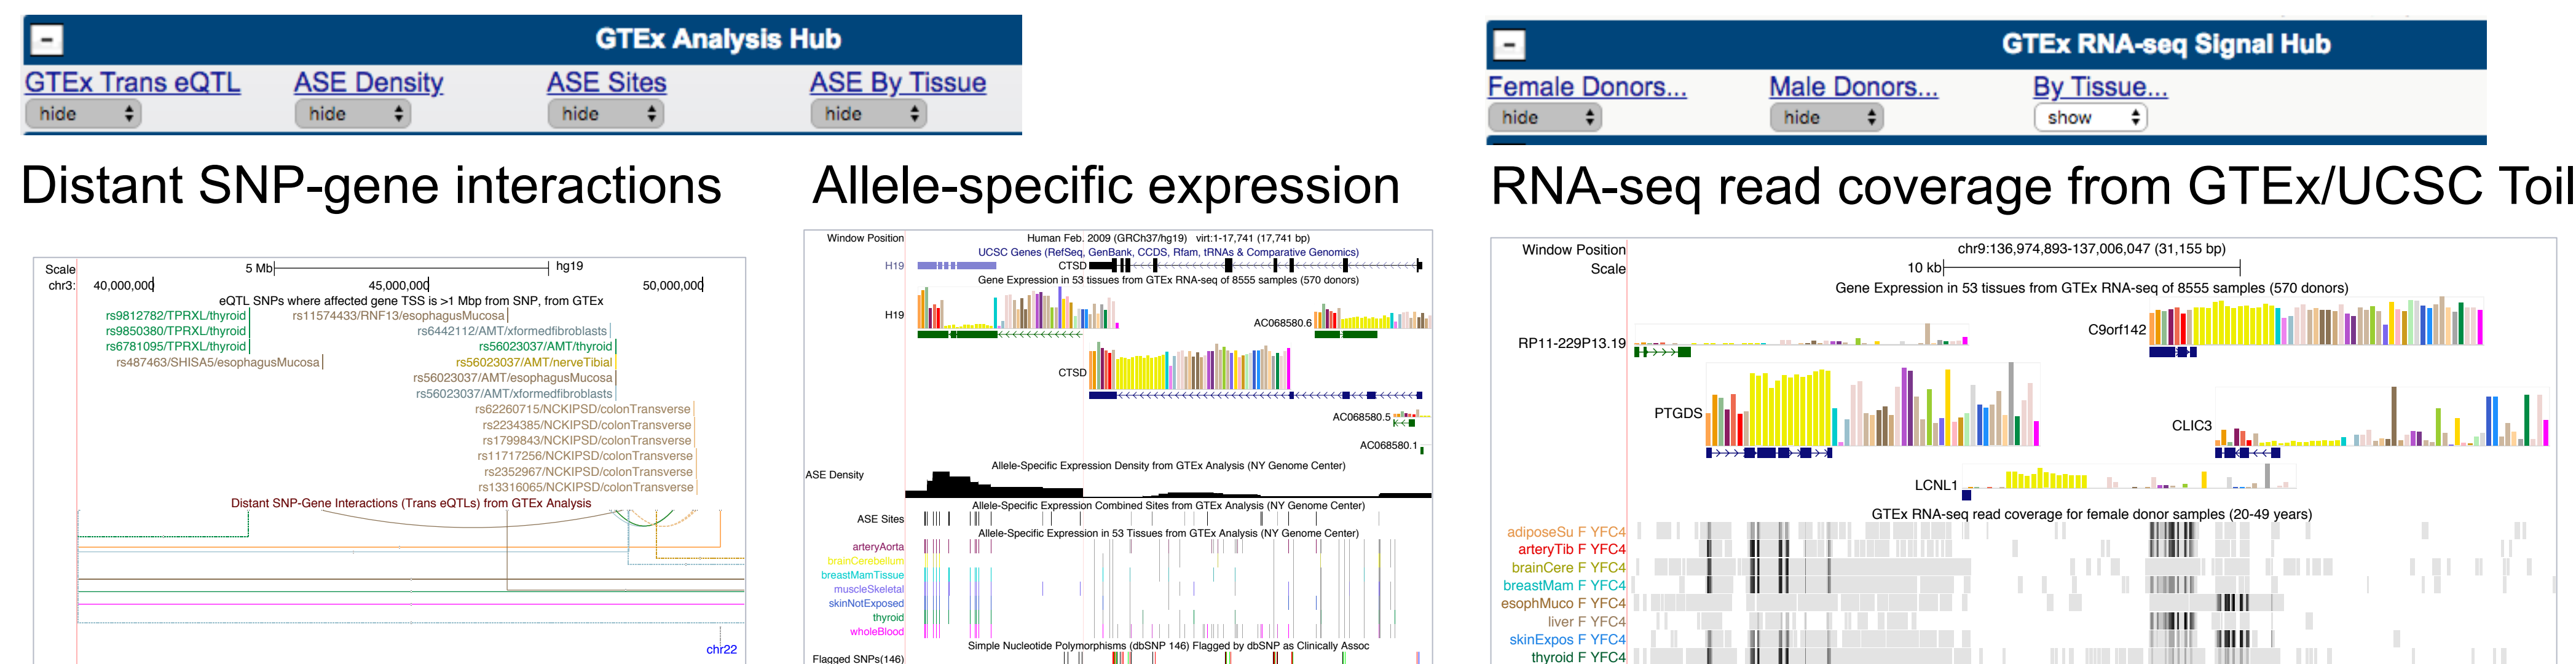 GTEx Analysis Hub
GTEx Trans eQTL ASE Density ASE Sites ASE By Tissue
hide hide hide hide
GTEx RNA-seq Signal Hub
Female Donors... Male Donors... By Tissue...
hide hide show
Distant SNP-gene interactions
Scale 5 Mb hg19
chr3: 40,000,000 45,000,000 50,000,000
eQTL SNPs where affected gene TSS is >1 Mbp from SNP, from GTEx
rs9812782/TPRXL/thyroid rs11574433/RNF13/esophagusMucosa
rs9850380/TPRXL/thyroid rs6442112/AMT/xformedfibroblasts
rs6781095/TPRXL/thyroid rs56023037/AMT/thyroid
rs487463/SHISA5/esophagusMucosa rs56023037/AMT/nerveTibial
rs56023037/AMT/esophagusMucosa
rs56023037/AMT/xformedfibroblasts
rs62260715/NCKIPSD/colonTransverse
rs2234385/NCKIPSD/colonTransverse
rs1799843/NCKIPSD/colonTransverse
rs11717256/NCKIPSD/colonTransverse
rs2352967/NCKIPSD/colonTransverse
rs13316065/NCKIPSD/colonTransverse
Distant SNP-Gene Interactions (Trans eQTLs) from GTEx Analysis
chr22
Allele-specific expression
Window Position Human Feb. 2009 (GRCh37/hg19) virt:1-17,741 (17,741 bp)
UCSC Genes (RefSeq, GenBank, CCDS, Rfam, tRNAs & Comparative Genomics)
H19 CTSD
Gene Expression in 53 tissues from GTEx RNA-seq of 8555 samples (570 donors)
H19 AC068580.6
CTSD
AC068580.5
AC068580.1
Allele-Specific Expression Density from GTEx Analysis (NY Genome Center)
ASE Density
Allele-Specific Expression Combined Sites from GTEx Analysis (NY Genome Center)
ASE Sites
Allele-Specific Expression in 53 Tissues from GTEx Analysis (NY Genome Center)
arteryAorta
brainCerebellum
breastMamTissue
muscleSkeletal
skinNotExposed
thyroid
wholeBlood
Simple Nucleotide Polymorphisms (dbSNP 146) Flagged by dbSNP as Clinically Assoc
Flagged SNPs(146)
RNA-seq read coverage from GTEx/UCSC Toil
Window Position chr9:136,974,893-137,006,047 (31,155 bp)
Scale 10 kb
Gene Expression in 53 tissues from GTEx RNA-seq of 8555 samples (570 donors)
RP11-229P13.19 C9orf142
PTGDS CLIC3
LCNL1
GTEx RNA-seq read coverage for female donor samples (20-49 years)
adiposeSu F YFC4
arteryTib F YFC4
brainCere F YFC4
breastMam F YFC4
esophMuco F YFC4
liver F YFC4
skinExpos F YFC4
thyroid F YFC4